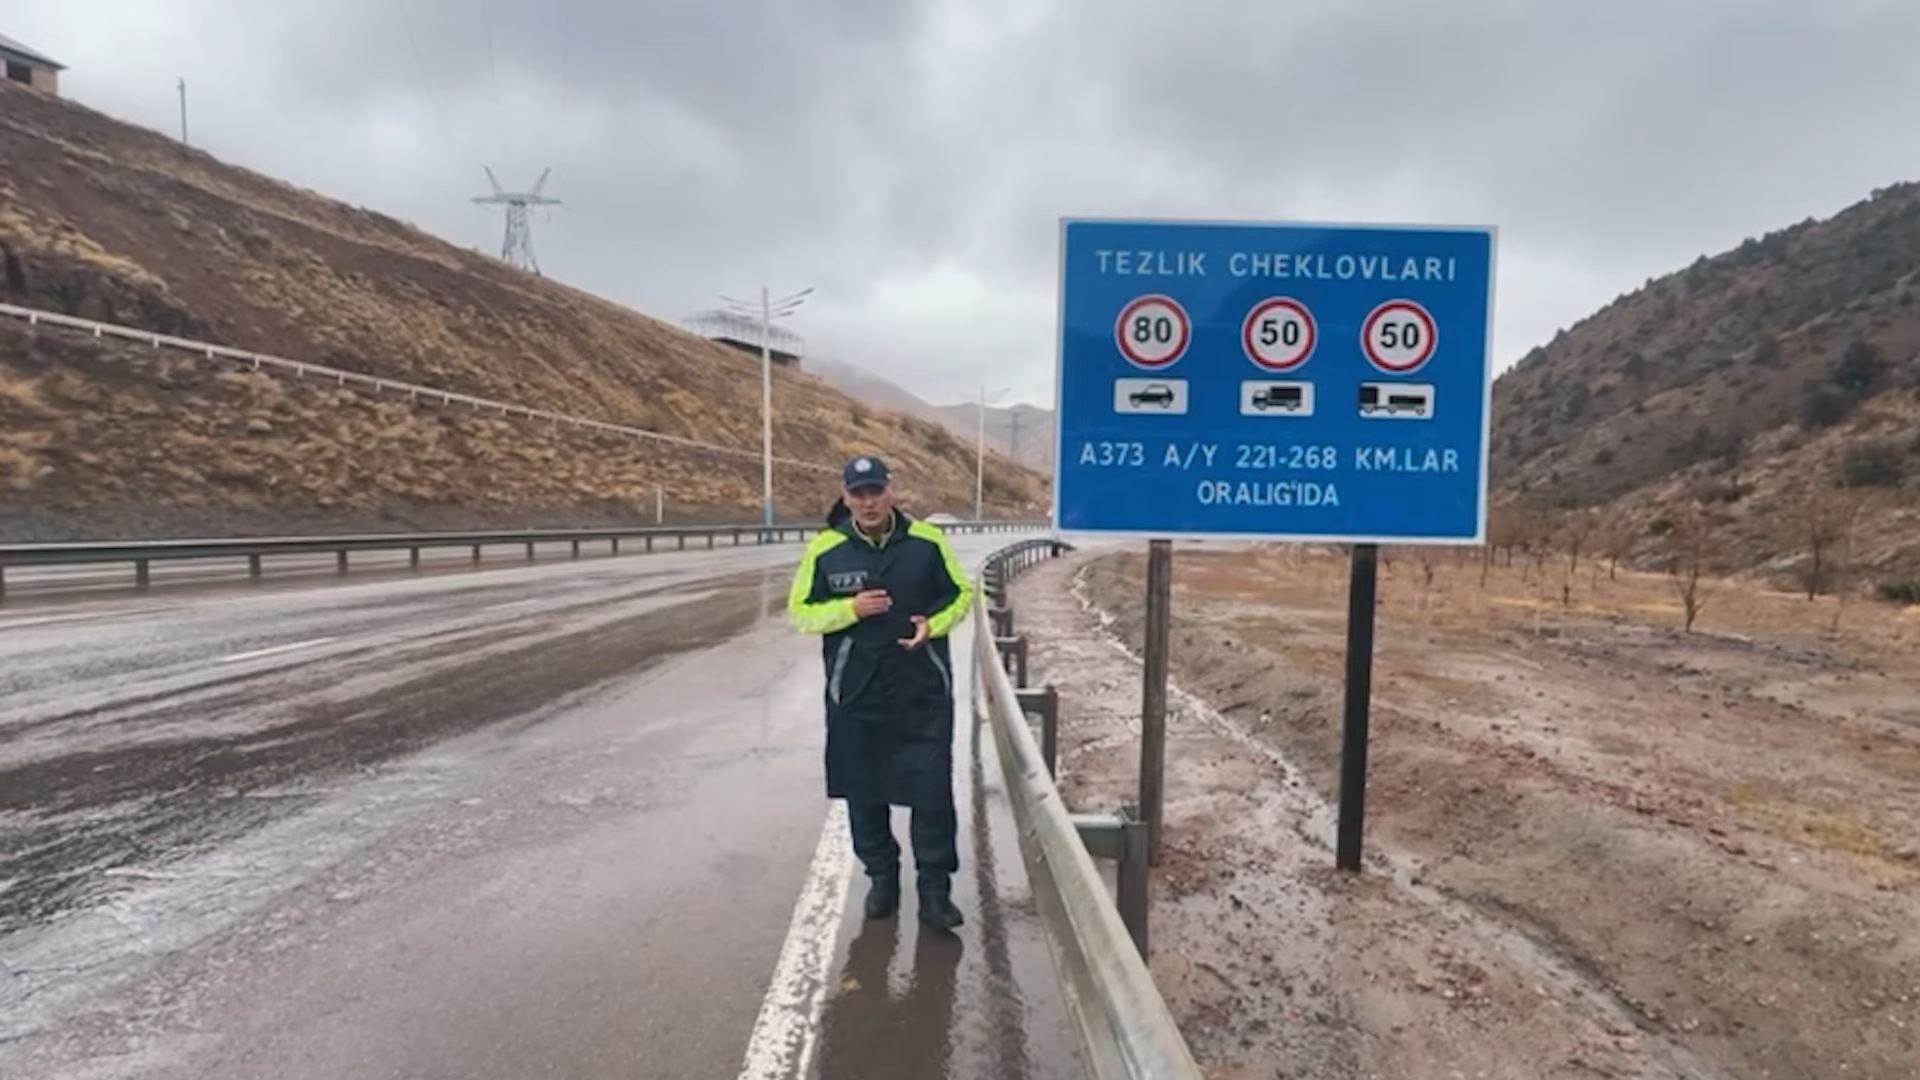 TEZLIK CHEKLOVLARI
80 50 50
A373 A/Y 221-268 KM.LAR
ORALIG‘IDA
YPX